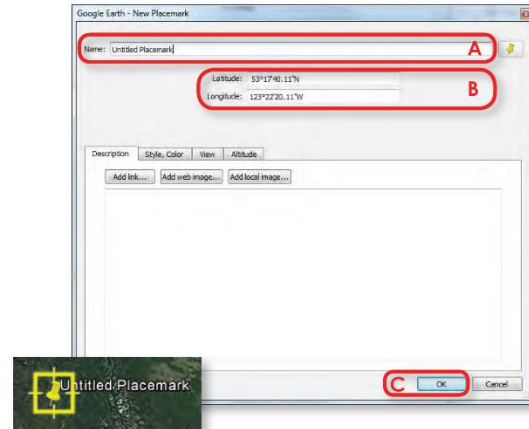 Google Earth - New Placemark
Name: Untitled Placemark A
Latitude: 53°17'40.11"N
B
Longitude: 123°22'20.11"W
Description Style, Color View Altitude
Add link... Add web image... Add local image...
Untitled Placemark
C OK Cancel